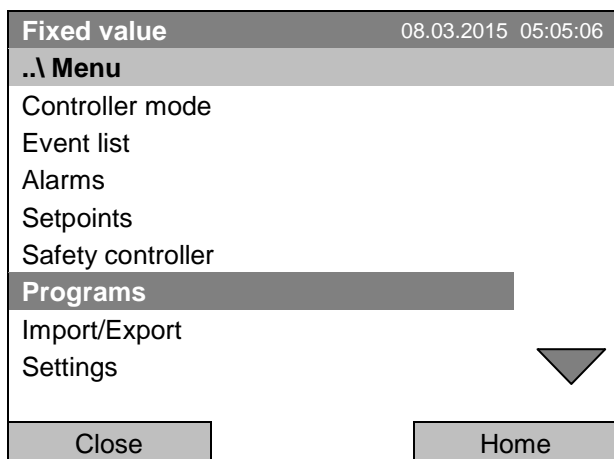 Fixed value 08.03.2015 05:05:06
..\ Menu
Controller mode
Event list
Alarms
Setpoints
Safety controller
Programs
Import/Export
Settings
Close Home